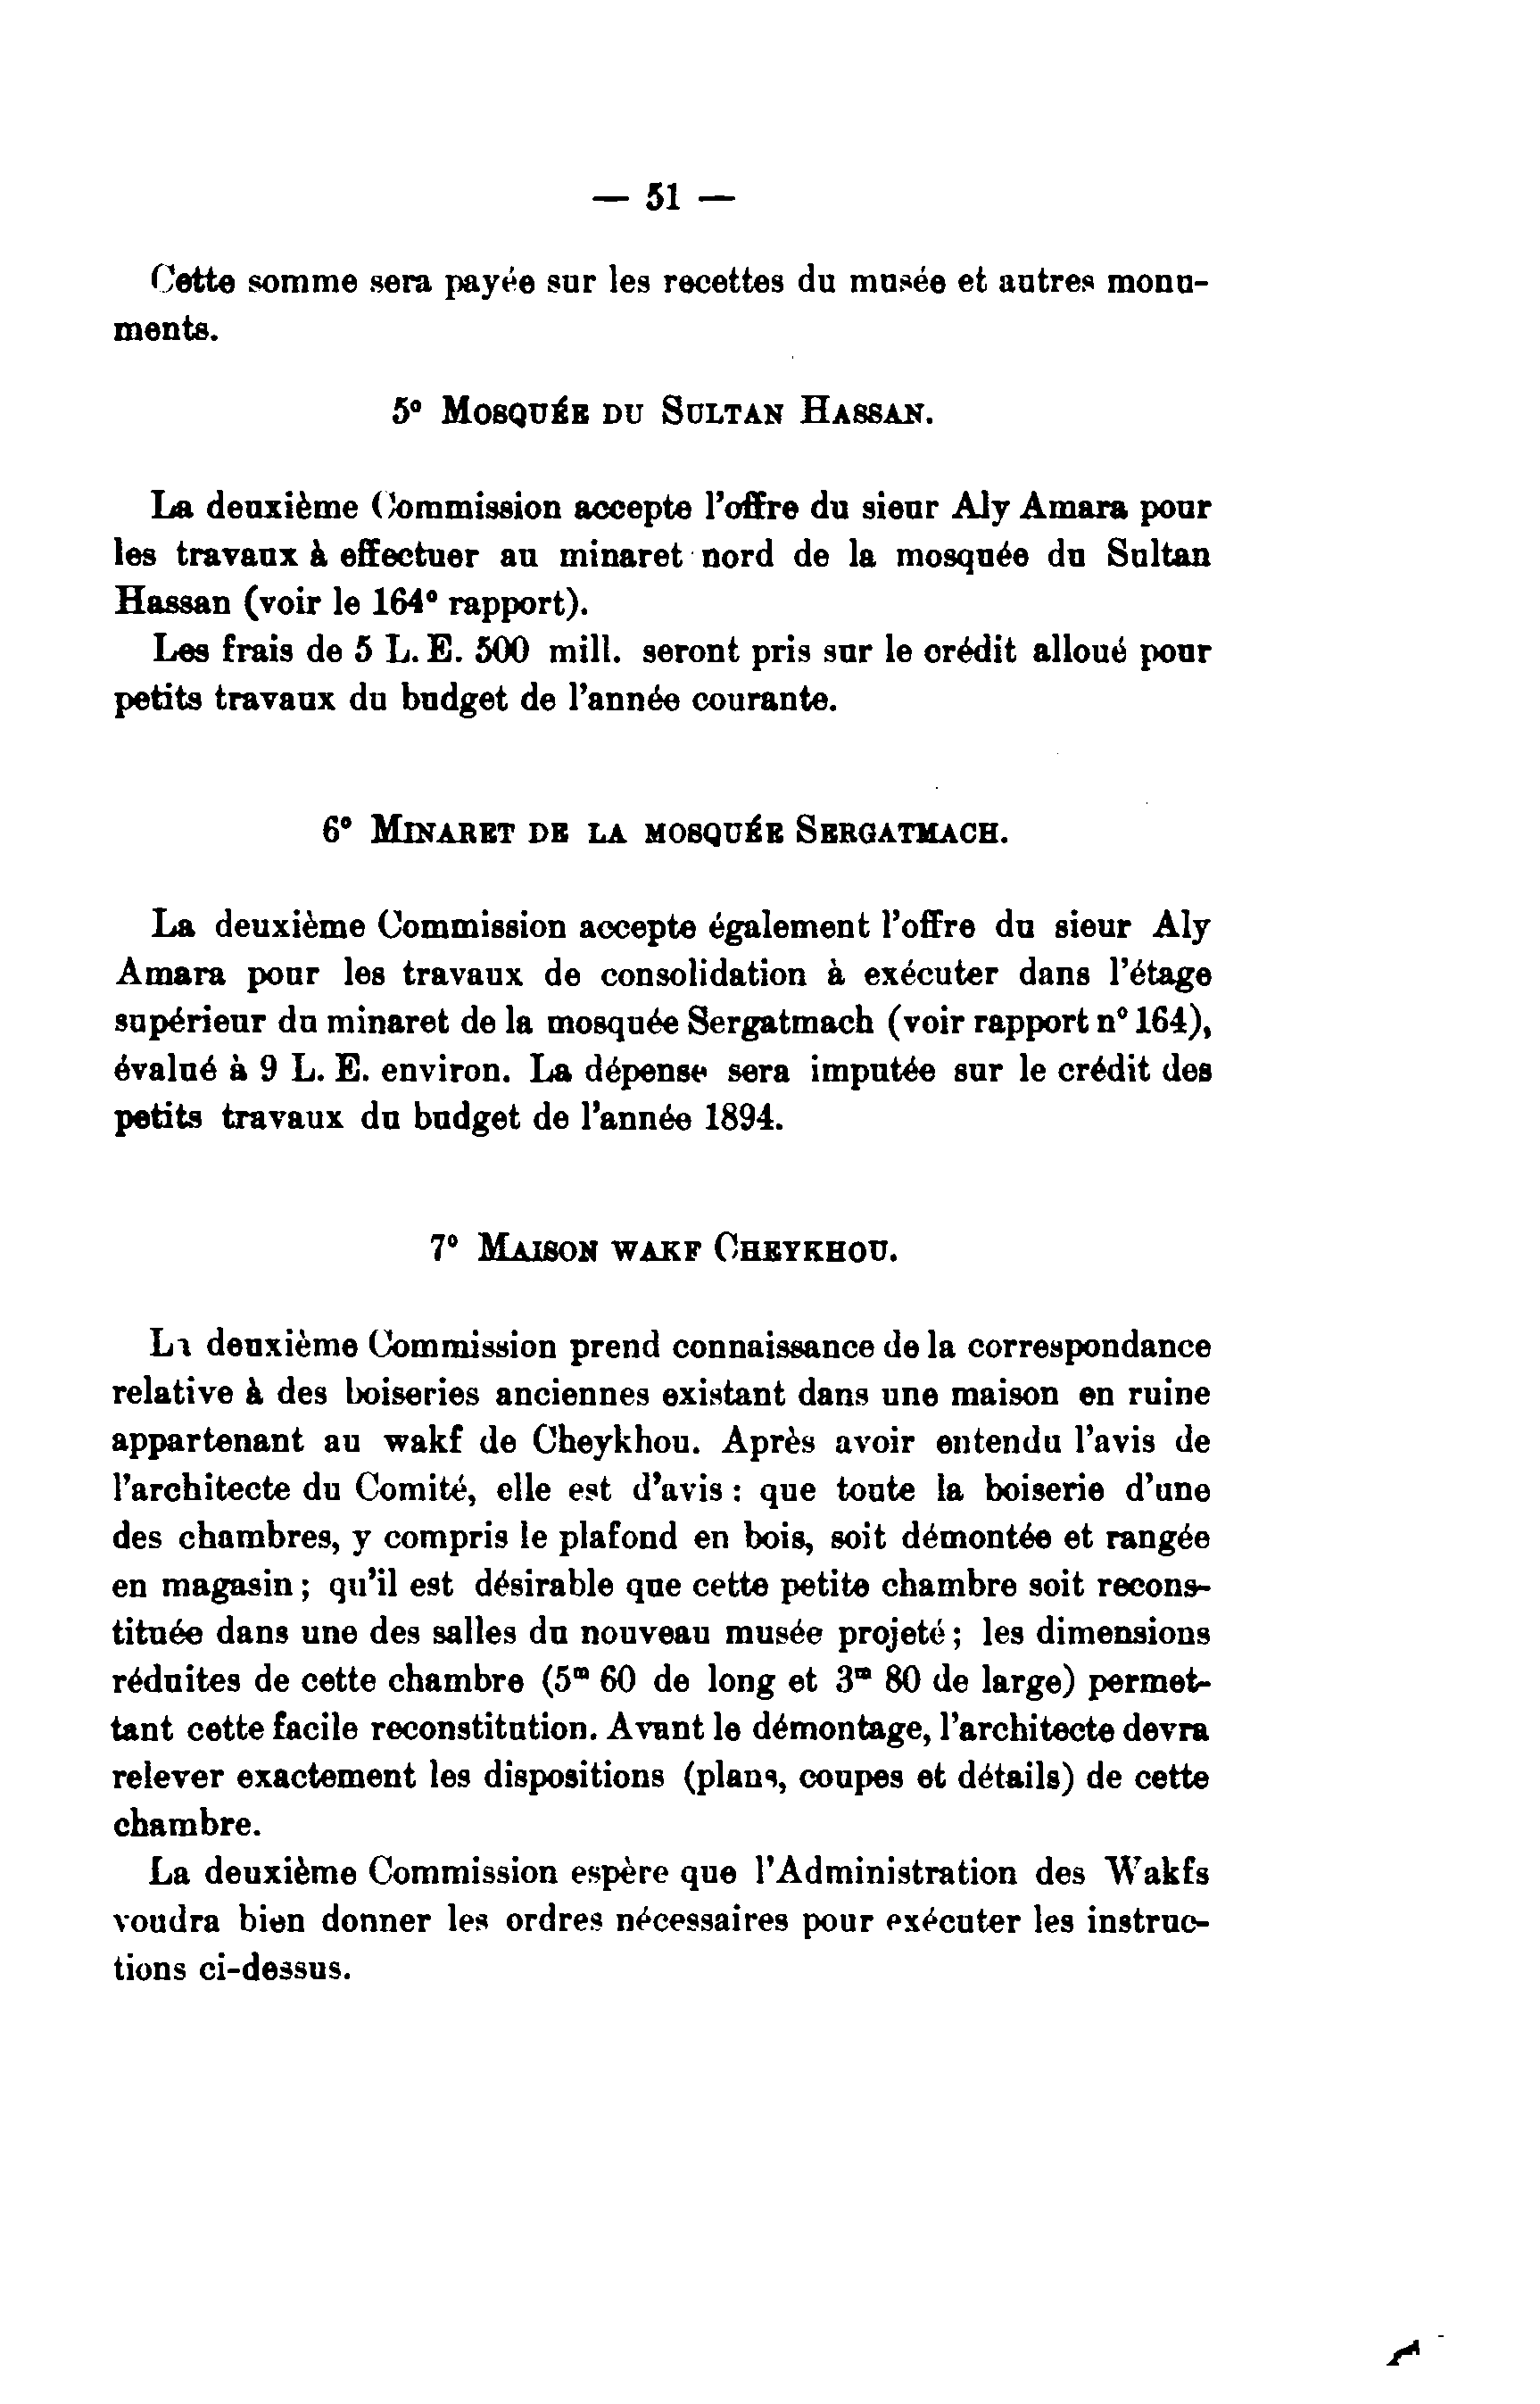 — 51 —
Cette somme sera payée sur les recettes du musée et autres monu-
ments.
5° MOSQUÉE DU SULTAN HASSAN.
La deuxième Commission accepte l'offre du sieur Aly Amara pour
les travaux à effectuer au minaret nord de la mosquée du Sultan
Hassan (voir le 164e rapport).
Les frais de 5 L. E. 500 mill. seront pris sur le crédit alloué pour
petits travaux du budget de l'année courante.
6° MINARET DE LA MOSQUÉE SERGATMACH.
La deuxième Commission accepte également l'offre du sieur Aly
Amara pour les travaux de consolidation à exécuter dans l'étage
supérieur du minaret de la mosquée Sergatmach (voir rapport n° 164),
évalué à 9 L. E. environ. La dépense sera imputée sur le crédit des
petits travaux du budget de l'année 1894.
7° MAISON WAKF CHEYKHOU.
La deuxième Commission prend connaissance de la correspondance
relative à des boiseries anciennes existant dans une maison en ruine
appartenant au wakf de Cheykhou. Après avoir entendu l'avis de
l'architecte du Comité, elle est d'avis : que toute la boiserie d'une
des chambres, y compris le plafond en bois, soit démontée et rangée
en magasin ; qu'il est désirable que cette petite chambre soit recons-
tituée dans une des salles du nouveau musée projeté ; les dimensions
réduites de cette chambre (5m 60 de long et 3m 80 de large) permet-
tant cette facile reconstitution. Avant le démontage, l'architecte devra
relever exactement les dispositions (plans, coupes et détails) de cette
chambre.
La deuxième Commission espère que l'Administration des Wakfs
voudra bien donner les ordres nécessaires pour exécuter les instruc-
tions ci-dessus.